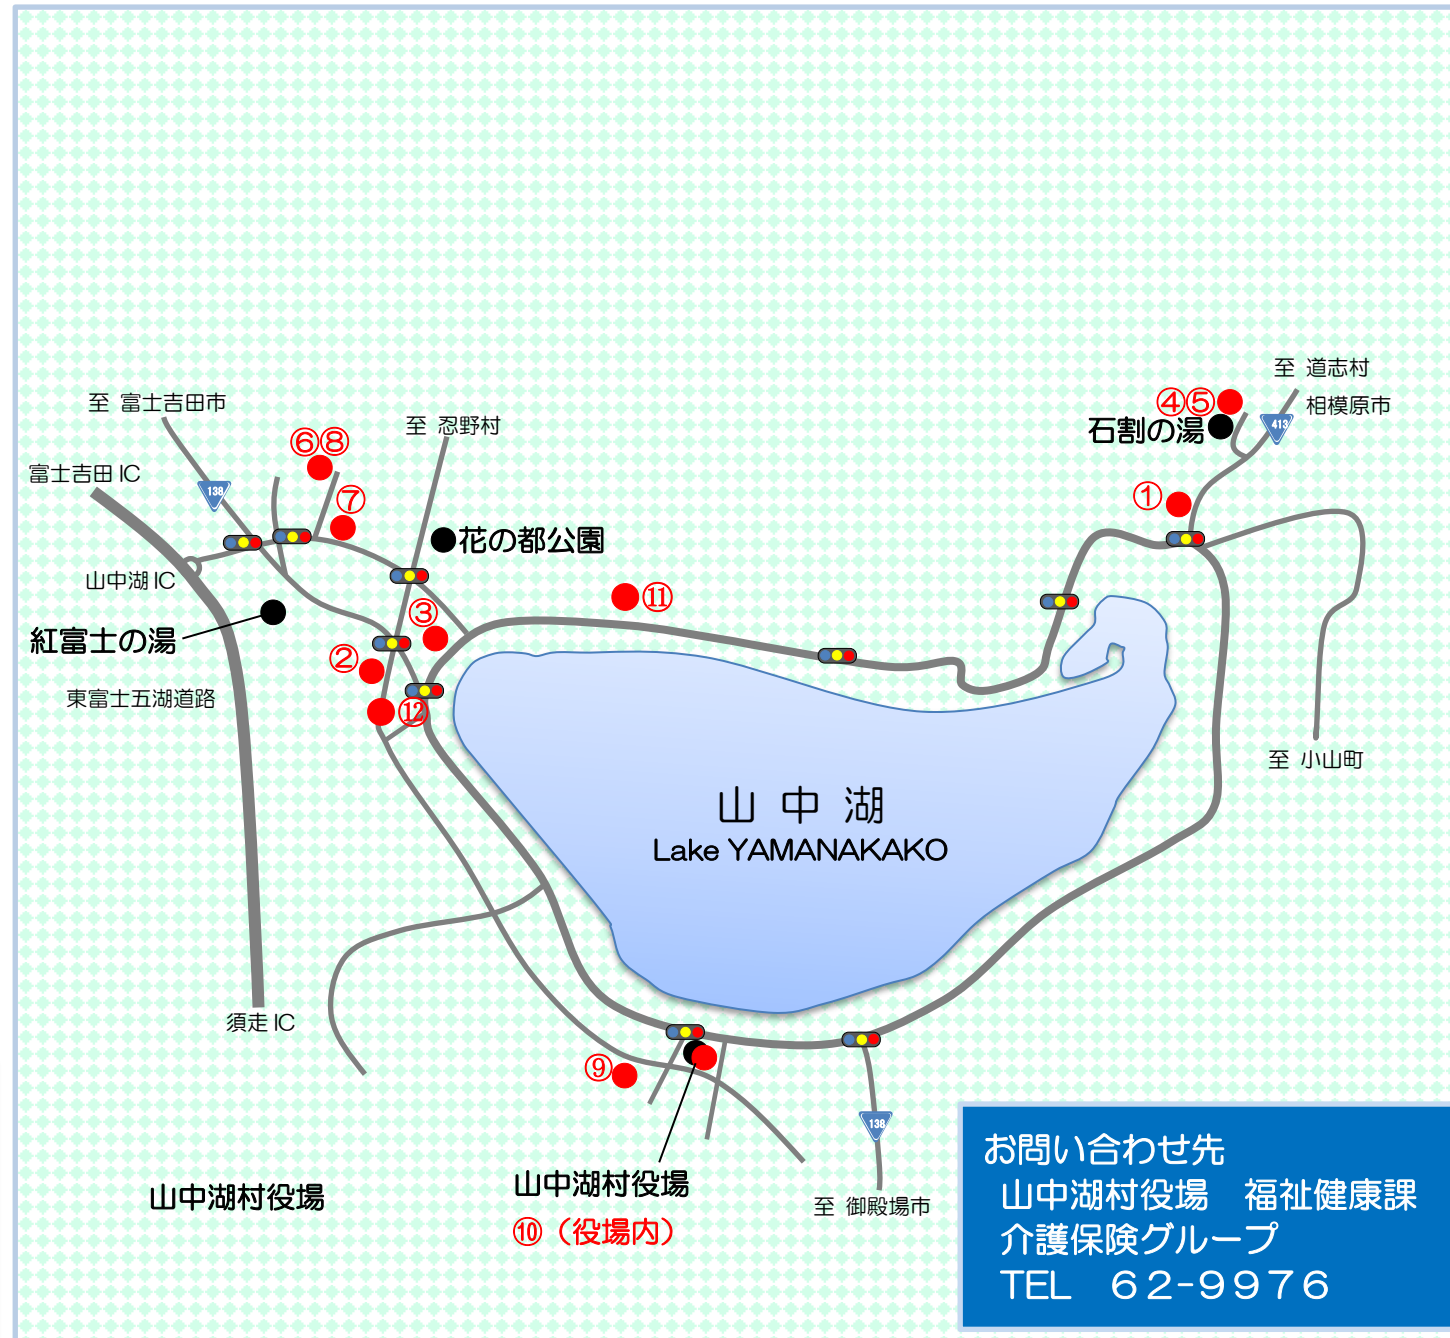 至 道志村
相模原市
413
④⑤
石割の湯
①
至 富士吉田市
至 忍野村
⑥⑧
富士吉田 IC
138
⑦
花の都公園
山中湖 IC
⑪
③
紅富士の湯
②
東富士五湖道路
⑫
至 小山町
山 中 湖
Lake YAMANAKAKO
須走 IC
⑨
138
山中湖村役場
山中湖村役場
⑩（役場内）
至 御殿場市
お問い合わせ先
山中湖村役場　福祉健康課
介護保険グループ
TEL　６２-９９７６